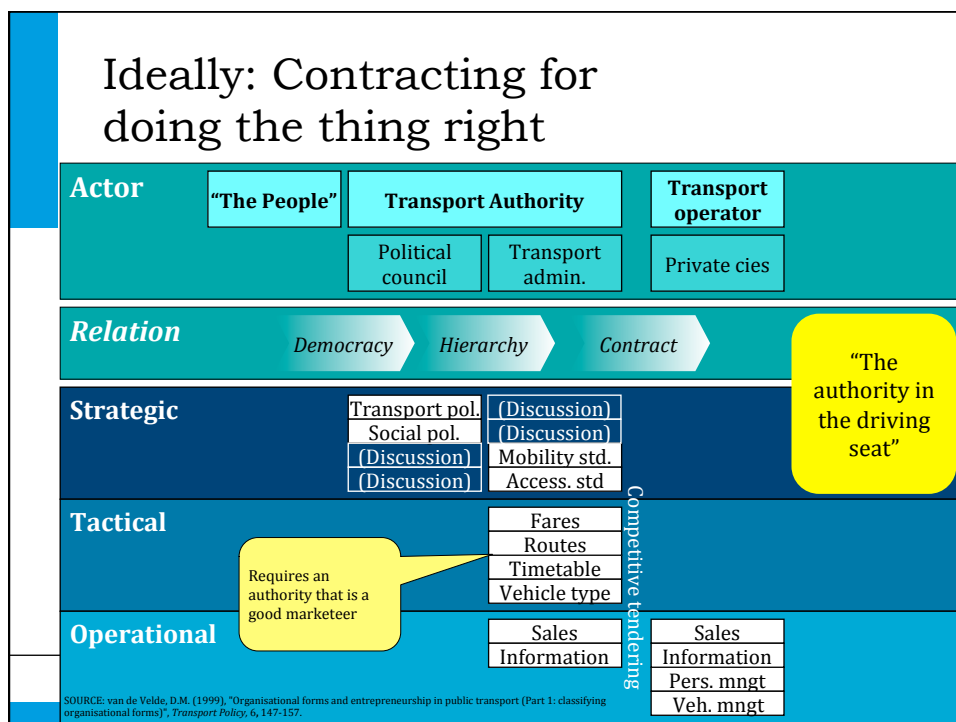 Ideally: Contracting for
doing the thing right
Actor
“The People”
Transport Authority
Transport
operator
Political
council
Transport
admin.
Private cies
Relation
Democracy
Hierarchy
Contract
“The
authority in
the driving
seat”
Strategic
Transport pol.
Social pol.
(Discussion)
(Discussion)
(Discussion)
(Discussion)
Mobility std.
Access. std
Competitive tendering
Tactical
Fares
Routes
Timetable
Vehicle type
Requires an
authority that is a
good marketeer
Operational
Sales
Information
Sales
Information
Pers. mngt
Veh. mngt
SOURCE: van de Velde, D.M. (1999), "Organisational forms and entrepreneurship in public transport (Part 1: classifying
organisational forms)", Transport Policy, 6, 147-157.